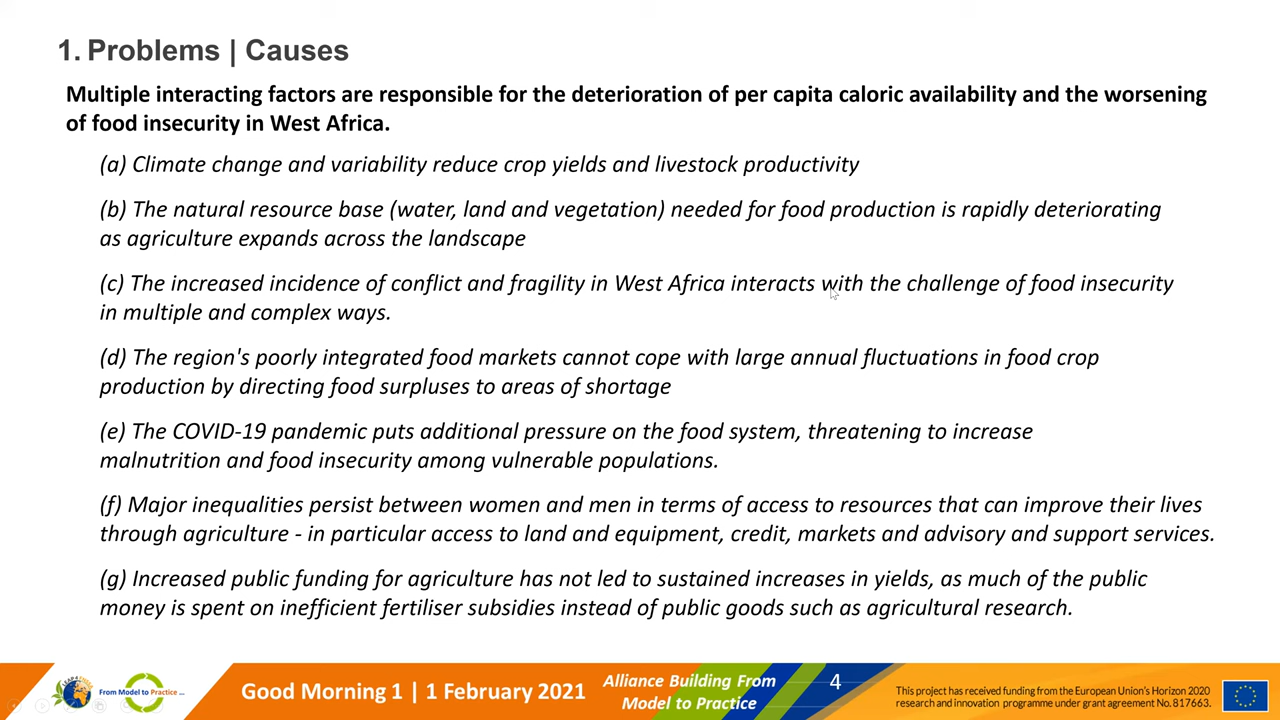 1. Problems | Causes
Multiple interacting factors are responsible for the deterioration of per capita caloric availability and the worsening
of food insecurity in West Africa.
(a) Climate change and variability reduce crop yields and livestock productivity
(b) The natural resource base (water, land and vegetation) needed for food production is rapidly deteriorating
as agriculture expands across the landscape
(c) The increased incidence of conflict and fragility in West Africa interacts with the challenge of food insecurity
in multiple and complex ways.
(d) The region's poorly integrated food markets cannot cope with large annual fluctuations in food crop
production by directing food surpluses to areas of shortage
(e) The COVID-19 pandemic puts additional pressure on the food system, threatening to increase
malnutrition and food insecurity among vulnerable populations.
(f) Major inequalities persist between women and men in terms of access to resources that can improve their lives
through agriculture - in particular access to land and equipment, credit, markets and advisory and support services.
(g) Increased public funding for agriculture has not led to sustained increases in yields, as much of the public
money is spent on inefficient fertiliser subsidies instead of public goods such as agricultural research.
From Model to Practice ...
Good Morning 1 | 1 February 2021
Alliance Building From
Model to Practice
4
This project has received funding from the European Union's Horizon 2020
research and innovation programme under grant agreement No. 817663.